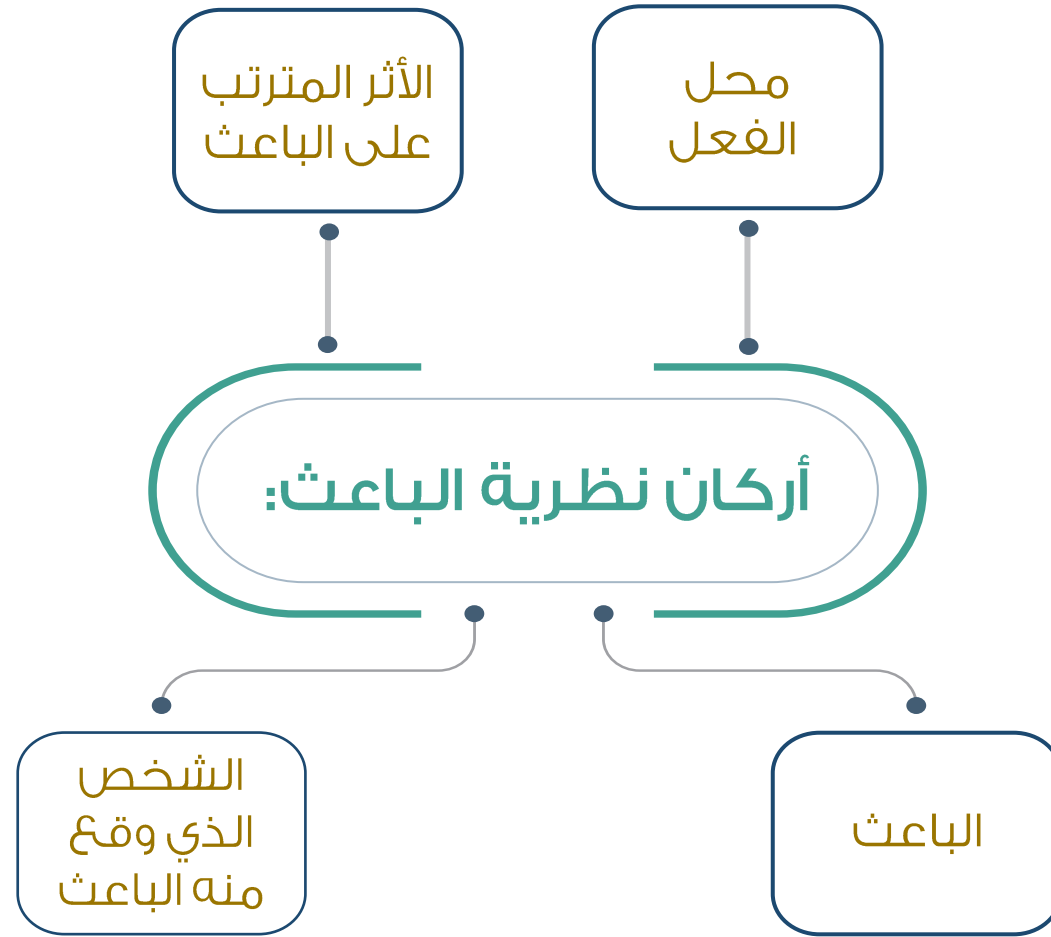 محل
الفعل
الأثر المترتب
على الباعث
أركان نظرية الباعث:
الباعث
الشخص
الذي وقع
منه الباعث